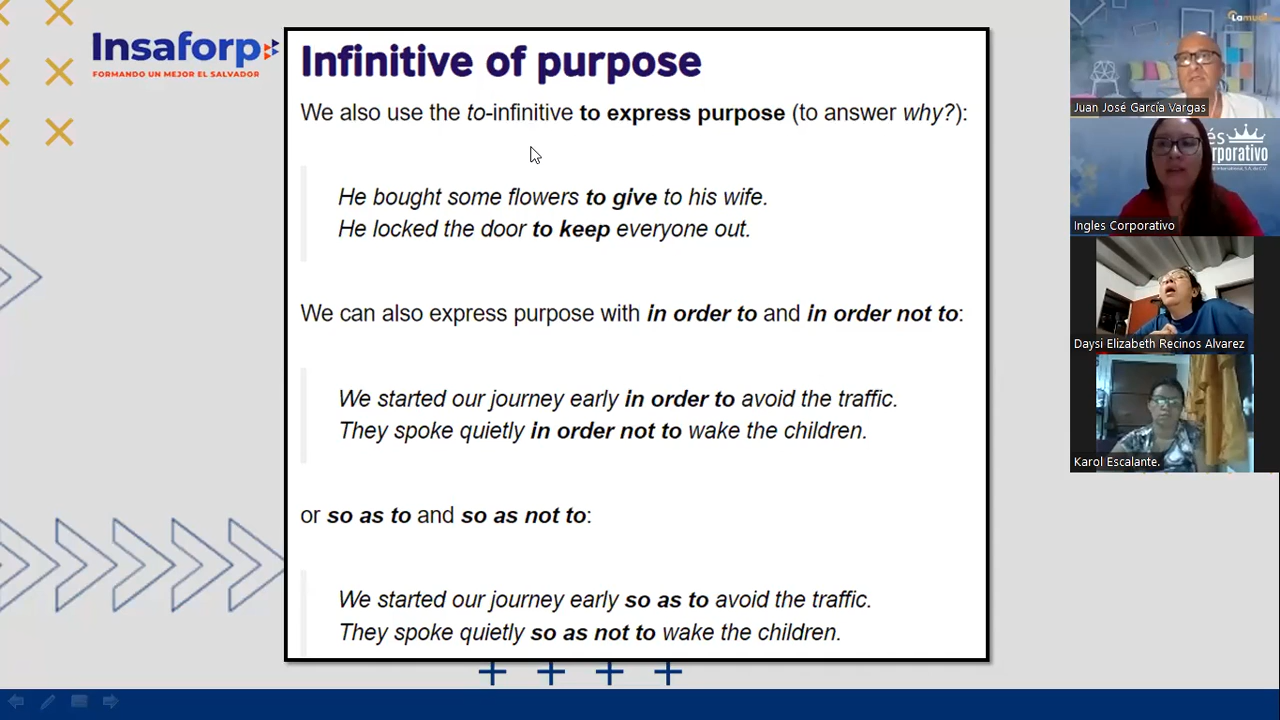 Insaforp
FORMANDO UN MEJOR EL SALVADOR
Infinitive of purpose
We also use the to-infinitive to express purpose (to answer why?):
He bought some flowers to give to his wife.
He locked the door to keep everyone out.
We can also express purpose with in order to and in order not to:
We started our journey early in order to avoid the traffic.
They spoke quietly in order not to wake the children.
or so as to and so as not to:
We started our journey early so as to avoid the traffic.
They spoke quietly so as not to wake the children.
Juan José García Vargas
Ingles Corporativo
Daysi Elizabeth Recinos Alvarez
Karol Escalante.